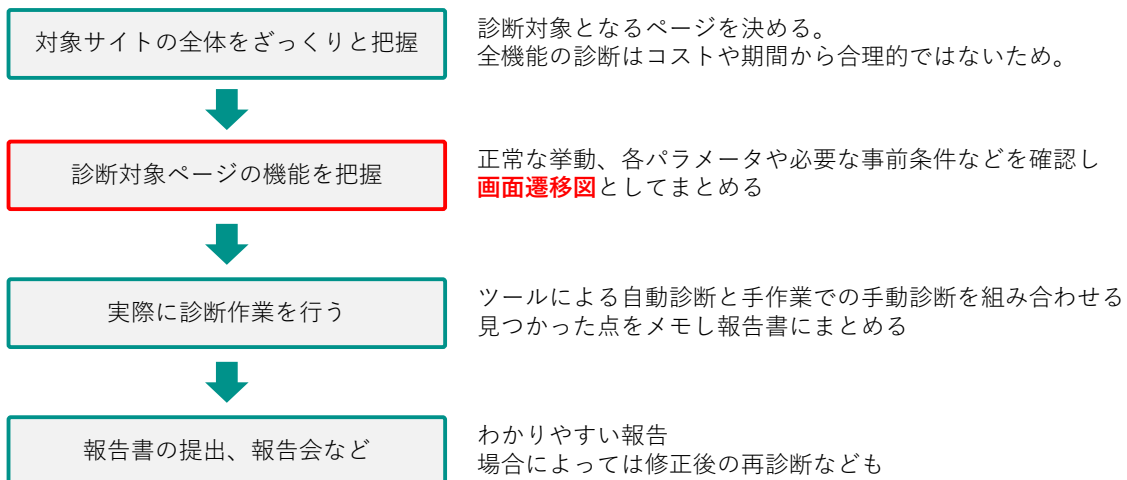 対象サイトの全体をざっくりと把握
診断対象となるページを決める。
全機能の診断はコストや期間から合理的ではないため。
診断対象ページの機能を把握
正常な挙動、各パラメータや必要な事前条件などを確認し
画面遷移図としてまとめる
実際に診断作業を行う
ツールによる自動診断と手作業での手動診断を組み合わせる
見つかった点をメモし報告書にまとめる
報告書の提出、報告会など
わかりやすい報告
場合によっては修正後の再診断なども